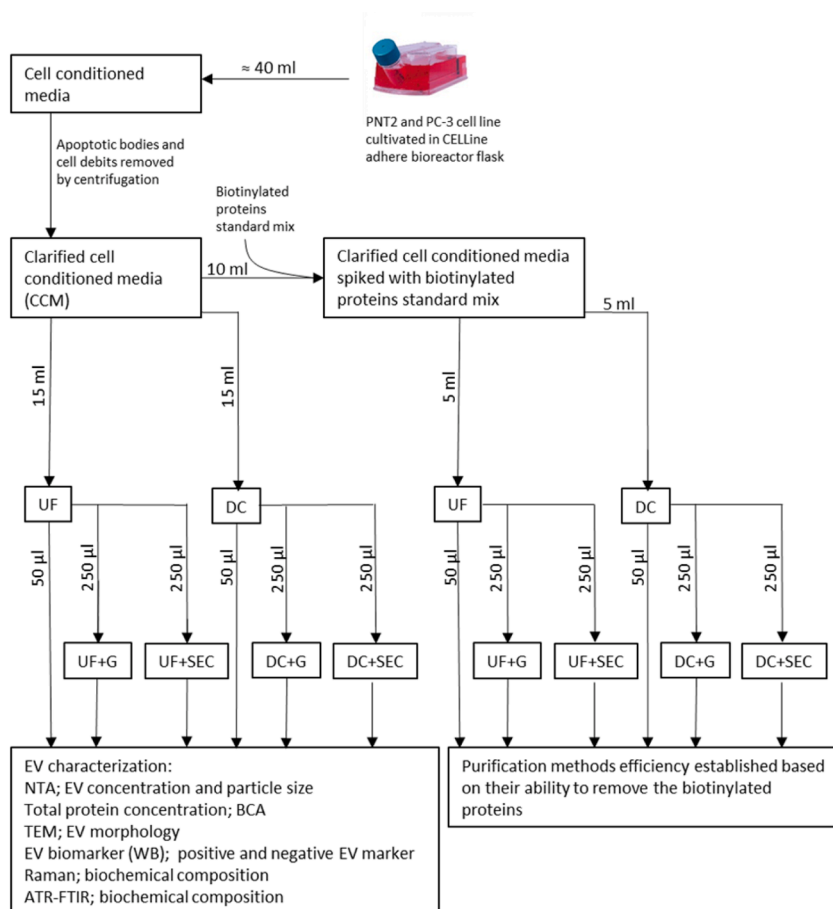 Cell conditioned
media
≈ 40 ml
PNT2 and PC-3 cell line
cultivated in CELLine
adhere bioreactor flask
Apoptotic bodies and
cell debits removed
by centrifugation
Biotinylated
proteins
standard mix
Clarified cell
conditioned media
(CCM)
10 ml
Clarified cell conditioned media
spiked with biotinylated
proteins standard mix
5 ml
15 ml
15 ml
5 ml
UF
DC
UF
DC
50 µl
250 µl
250 µl
50 µl
250 µl
250 µl
50 µl
250 µl
250 µl
50 µl
250 µl
250 µl
UF+G
UF+SEC
DC+G
DC+SEC
UF+G
UF+SEC
DC+G
DC+SEC
EV characterization:
NTA; EV concentration and particle size
Total protein concentration; BCA
TEM; EV morphology
EV biomarker (WB); positive and negative EV marker
Raman; biochemical composition
ATR-FTIR; biochemical composition
Purification methods efficiency established based
on their ability to remove the biotinylated
proteins